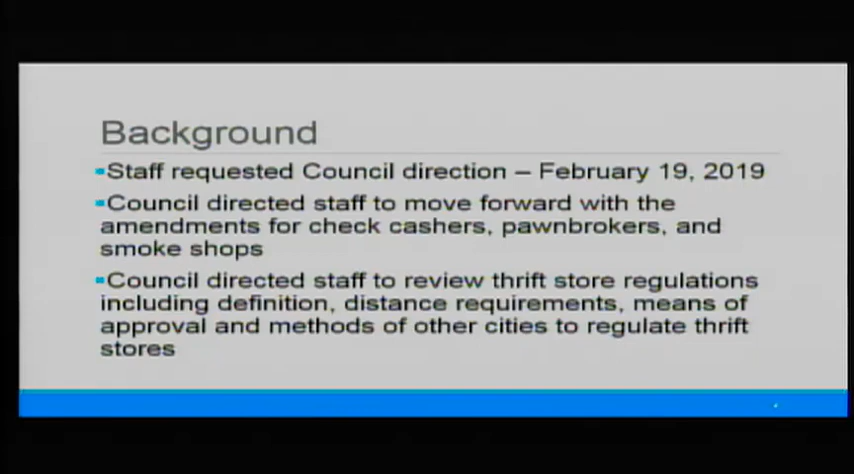 Background
▪Staff requested Council direction – February 19, 2019
▪Council directed staff to move forward with the
amendments for check cashers, pawnbrokers, and
smoke shops
▪Council directed staff to review thrift store regulations
including definition, distance requirements, means of
approval and methods of other cities to regulate thrift
stores